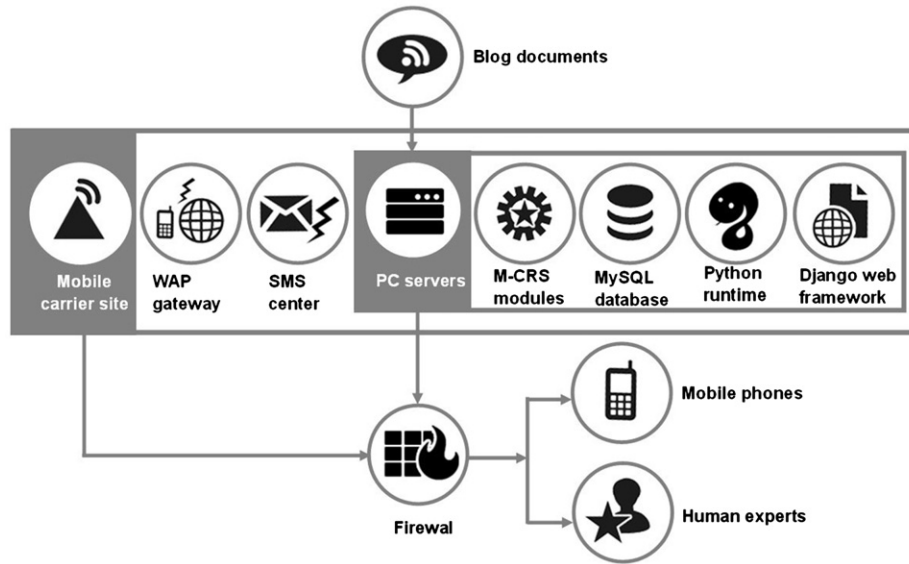 Blog documents
Mobile
carrier site
WAP
gateway
SMS
center
PC servers
M-CRS
modules
MySQL
database
Python
runtime
Django web
framework
Mobile phones
Firewal
Human experts